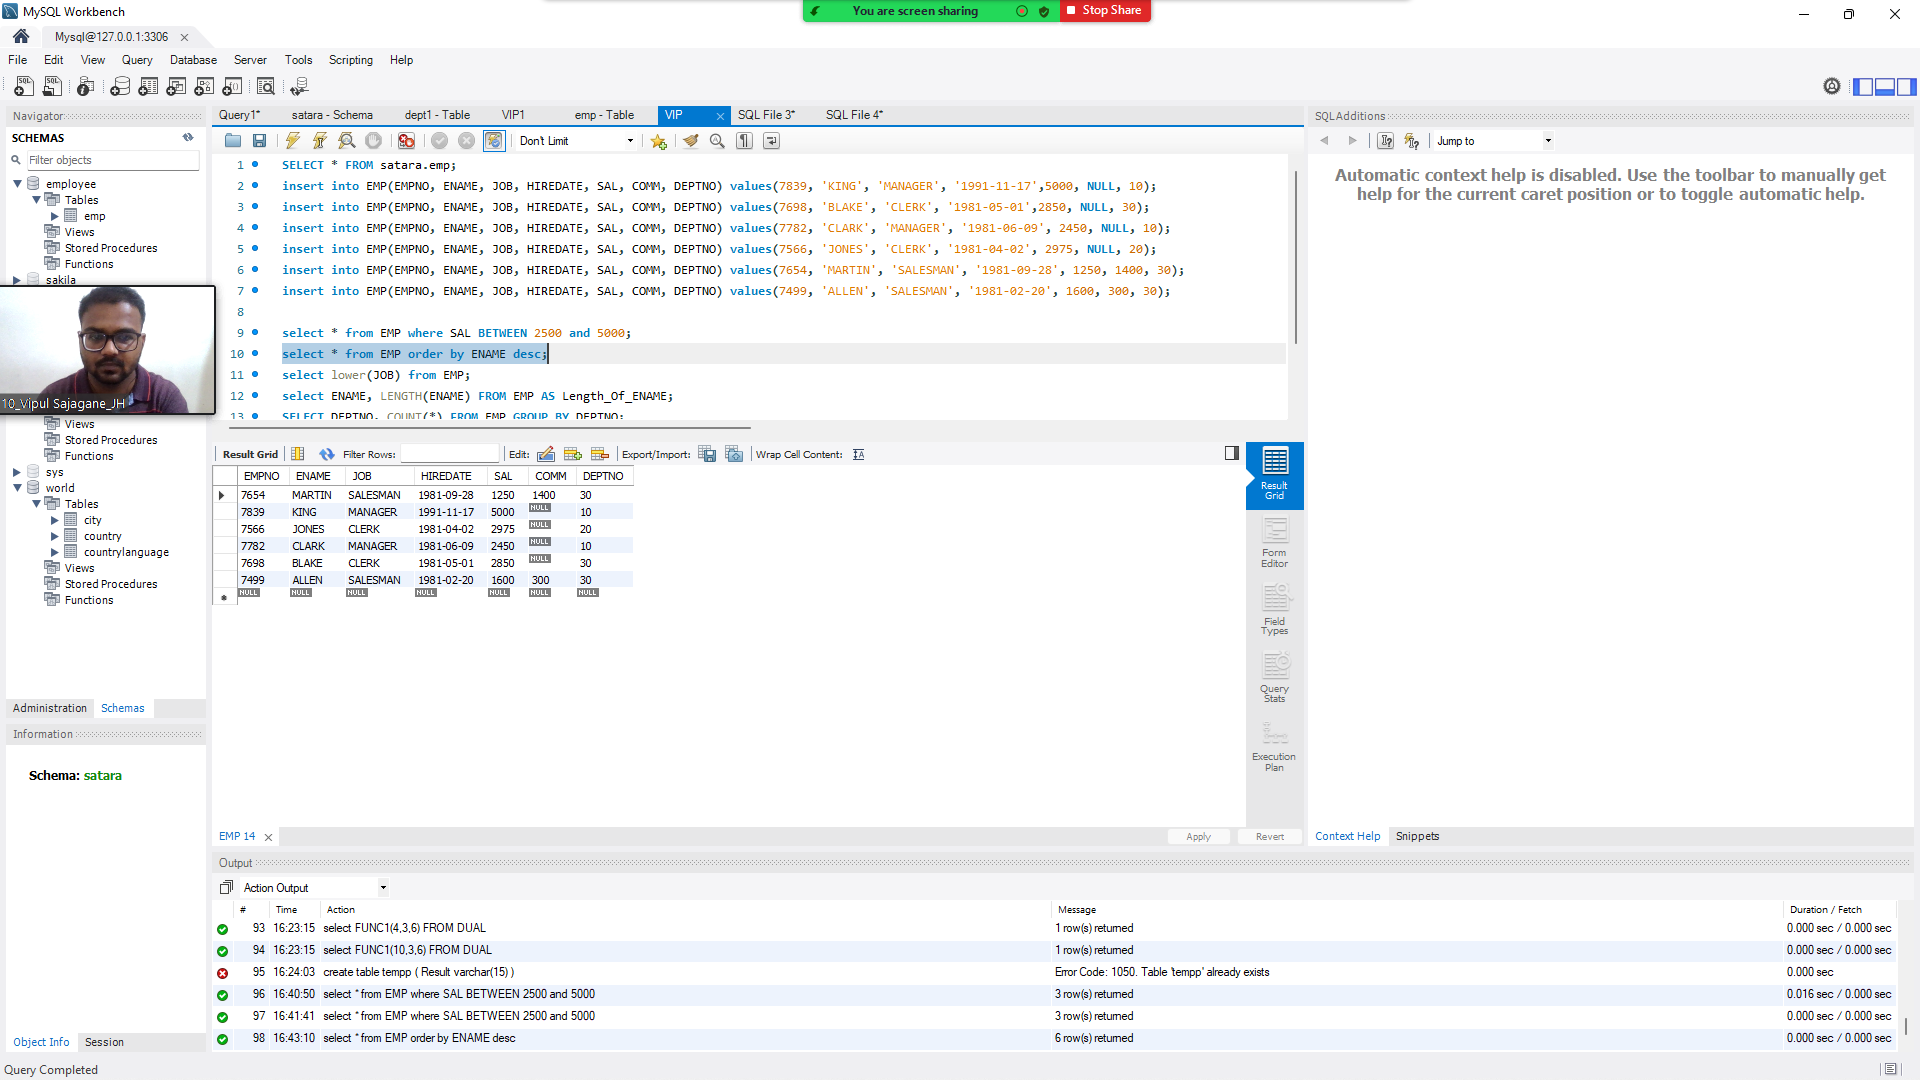 MySQL Workbench
You are screen sharing
Stop Share
Mysql@127.0.0.1:3306
File Edit View Query Database Server Tools Scripting Help
Navigator
SCHEMAS
Filter objects
employee
Tables
emp
Views
Stored Procedures
Functions
sakila
10_Vipul Sajagane_JH
Views
Stored Procedures
Functions
sys
world
Tables
city
country
countrylanguage
Views
Stored Procedures
Functions
Administration Schemas
Information
Schema: satara
Object Info Session
Query Completed
Query1* satara - Schema dept1 - Table VIP1 emp - Table VIP SQL File 3* SQL File 4*
Don't Limit
1 SELECT * FROM satara.emp;
2 insert into EMP(EMPNO, ENAME, JOB, HIREDATE, SAL, COMM, DEPTNO) values(7839, 'KING', 'MANAGER', '1991-11-17',5000, NULL, 10);
3 insert into EMP(EMPNO, ENAME, JOB, HIREDATE, SAL, COMM, DEPTNO) values(7698, 'BLAKE', 'CLERK', '1981-05-01',2850, NULL, 30);
4 insert into EMP(EMPNO, ENAME, JOB, HIREDATE, SAL, COMM, DEPTNO) values(7782, 'CLARK', 'MANAGER', '1981-06-09', 2450, NULL, 10);
5 insert into EMP(EMPNO, ENAME, JOB, HIREDATE, SAL, COMM, DEPTNO) values(7566, 'JONES', 'CLERK', '1981-04-02', 2975, NULL, 20);
6 insert into EMP(EMPNO, ENAME, JOB, HIREDATE, SAL, COMM, DEPTNO) values(7654, 'MARTIN', 'SALESMAN', '1981-09-28', 1250, 1400, 30);
7 insert into EMP(EMPNO, ENAME, JOB, HIREDATE, SAL, COMM, DEPTNO) values(7499, 'ALLEN', 'SALESMAN', '1981-02-20', 1600, 300, 30);
8
9 select * from EMP where SAL BETWEEN 2500 and 5000;
10 select * from EMP order by ENAME desc;
11 select lower(JOB) from EMP;
12 select ENAME, LENGTH(ENAME) FROM EMP AS Length_Of_ENAME;
13 SELECT DEPTNO, COUNT(*) FROM EMP GROUP BY DEPTNO;
Result Grid Filter Rows: Edit: Export/Import: Wrap Cell Content:
EMPNO ENAME JOB HIREDATE SAL COMM DEPTNO
7654 MARTIN SALESMAN 1981-09-28 1250 1400 30
7839 KING MANAGER 1991-11-17 5000 NULL 10
7566 JONES CLERK 1981-04-02 2975 NULL 20
7782 CLARK MANAGER 1981-06-09 2450 NULL 10
7698 BLAKE CLERK 1981-05-01 2850 NULL 30
7499 ALLEN SALESMAN 1981-02-20 1600 300 30
NULL NULL NULL NULL NULL NULL NULL
Result
Grid
Form
Editor
Field
Types
Query
Stats
Execution
Plan
EMP 14
Apply Revert
SQLAdditions
Jump to
Automatic context help is disabled. Use the toolbar to manually get
help for the current caret position or to toggle automatic help.
Context Help Snippets
Output
Action Output
# Time Action Message Duration / Fetch
93 16:23:15 select FUNC1(4,3,6) FROM DUAL 1 row(s) returned 0.000 sec / 0.000 sec
94 16:23:15 select FUNC1(10,3,6) FROM DUAL 1 row(s) returned 0.000 sec / 0.000 sec
95 16:24:03 create table tempp ( Result varchar(15) ) Error Code: 1050. Table 'tempp' already exists 0.000 sec
96 16:40:50 select * from EMP where SAL BETWEEN 2500 and 5000 3 row(s) returned 0.016 sec / 0.000 sec
97 16:41:41 select * from EMP where SAL BETWEEN 2500 and 5000 3 row(s) returned 0.000 sec / 0.000 sec
98 16:43:10 select * from EMP order by ENAME desc 6 row(s) returned 0.000 sec / 0.000 sec